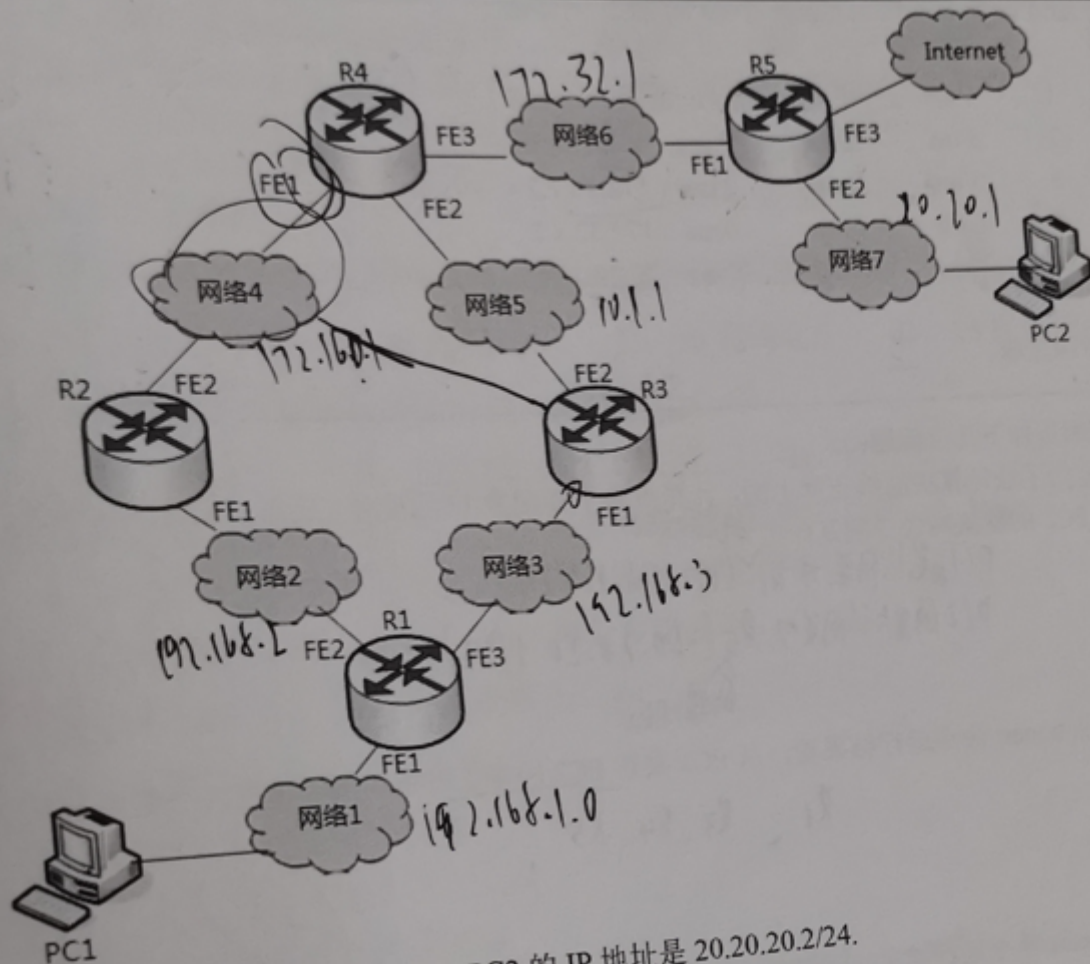 Internet
R4
172.32.1
R5
网络6
FE3
FE1
FE3
FE1
FE2
FE2
20.20.1
网络7
网络4
网络5
10.1.1
PC2
R2
FE2
FE2
R3
FE1
FE1
网络2
网络3
192.168.3
192.168.2
R1
FE2
FE3
FE1
网络1
192.168.1.0
PC1
的 IP 地址是 20.20.20.2/24.